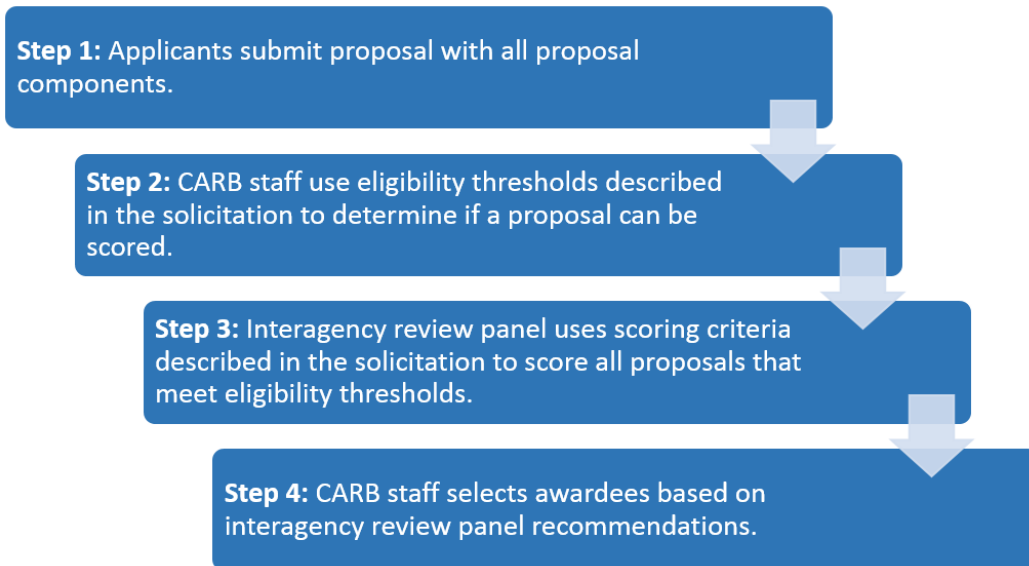 Step 1: Applicants submit proposal with all proposal
components.
Step 2: CARB staff use eligibility thresholds described
in the solicitation to determine if a proposal can be
scored.
Step 3: Interagency review panel uses scoring criteria
described in the solicitation to score all proposals that
meet eligibility thresholds.
Step 4: CARB staff selects awardees based on
interagency review panel recommendations.